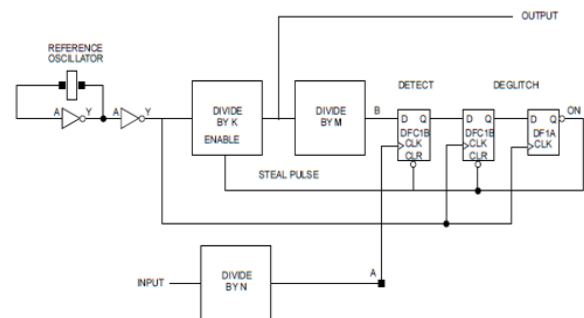 OUTPUT
REFERENCE
OSCILLATOR
A Y A Y
DIVIDE
BY K
ENABLE
DIVIDE
BY M
B
DETECT
DEGLITCH
D Q
DFC1B
CLK
CLR
D Q
DFC1B
CLK
CLR
D Q
DF1A
CLK
ON
STEAL PULSE
INPUT
DIVIDE
BY N
A